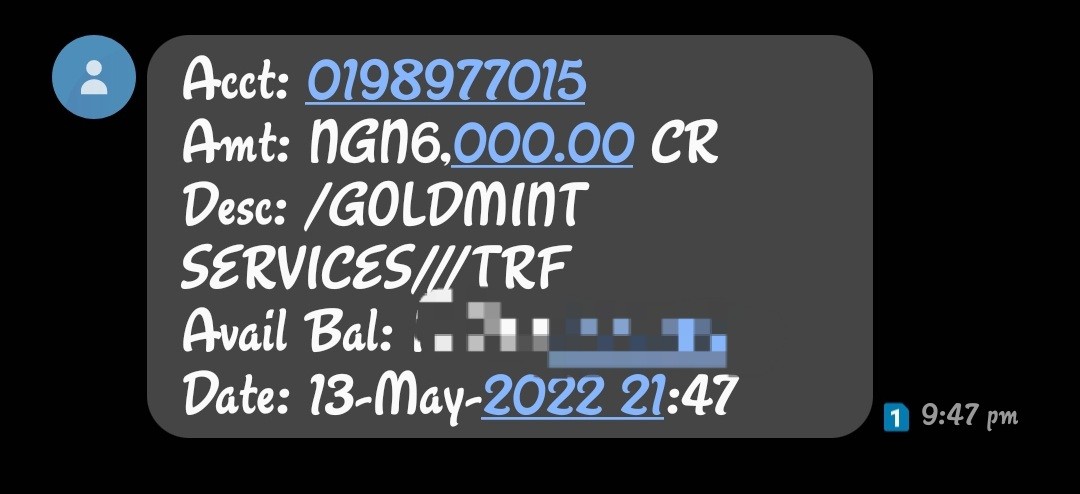 Acct: 0198977015
Amt: NGN6,000.00 CR
Desc: /GOLDMINT
SERVICES///TRF
Avail Bal:
Date: 13-May-2022 21:47
1 9:47 pm